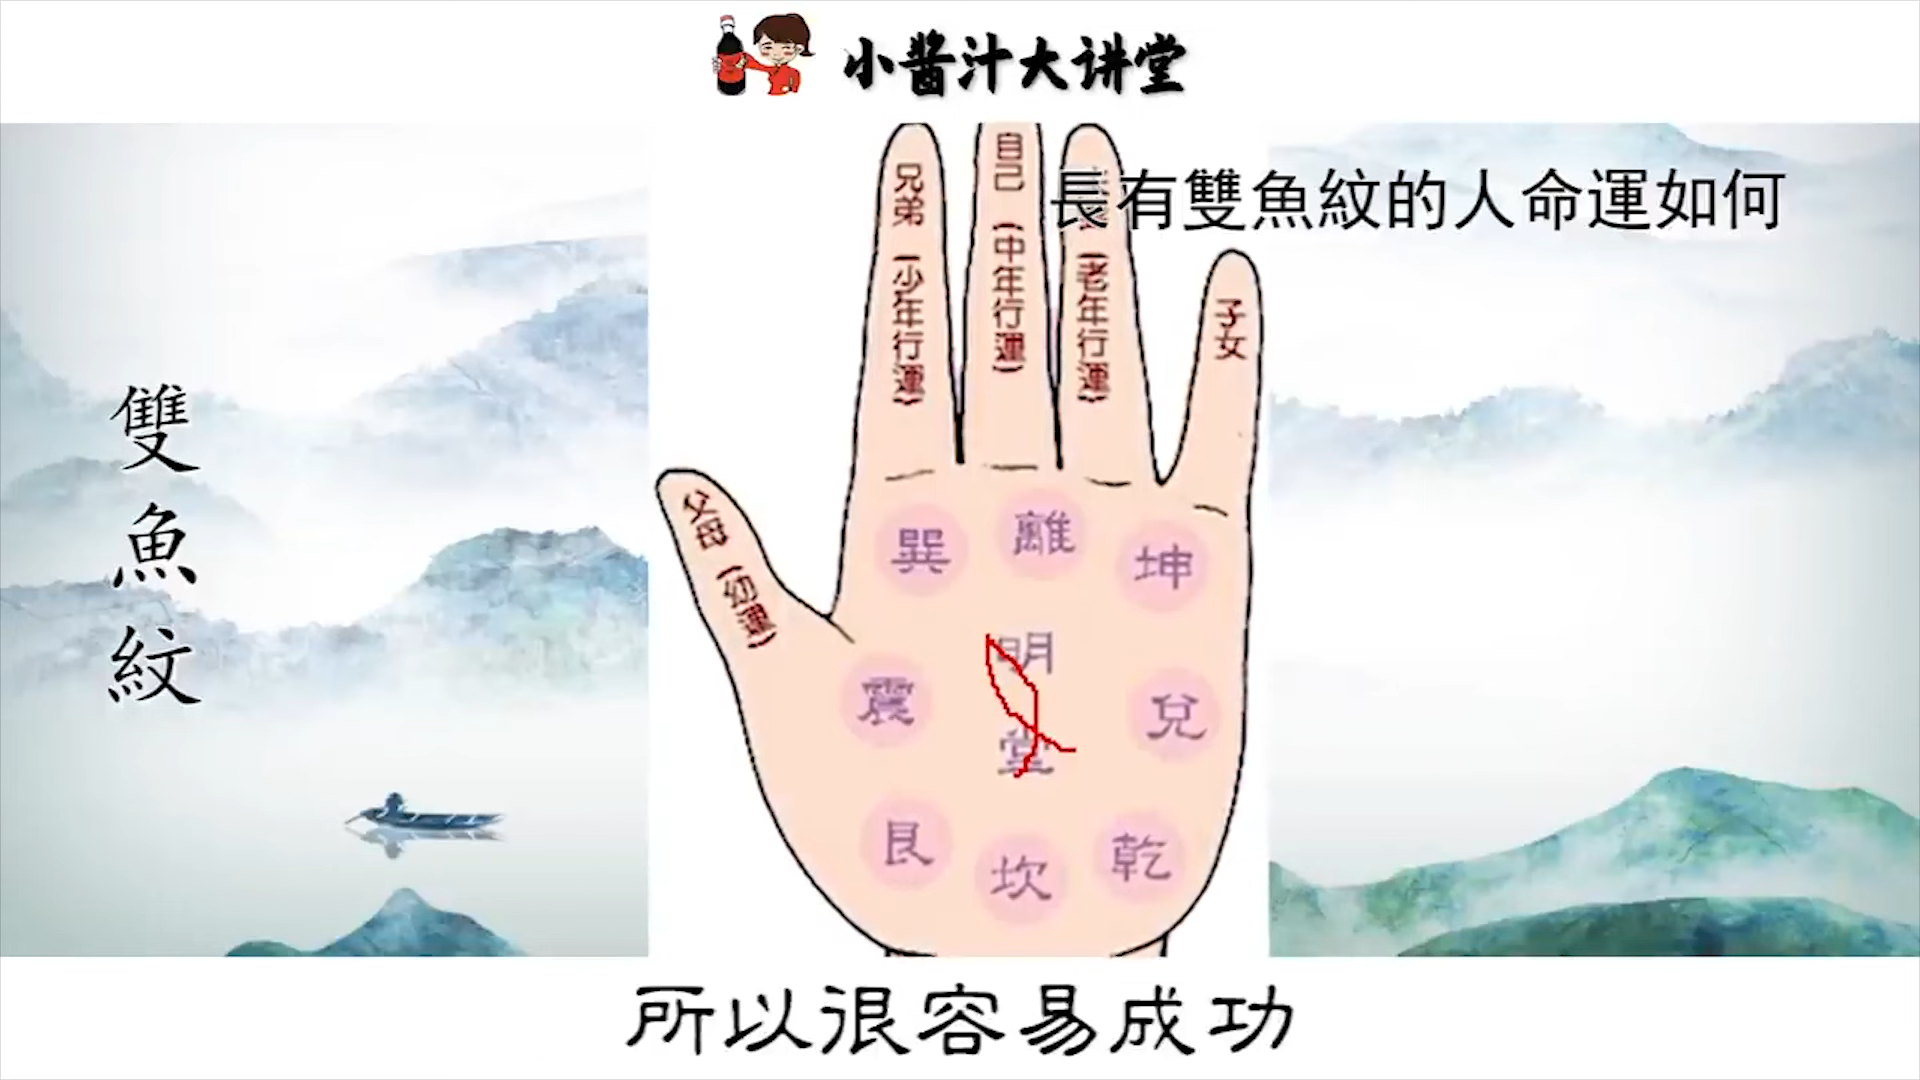 小酱汁大讲堂
長有雙魚紋的人命運如何
雙魚紋
兄弟（少年行運）
自己（中年行運）
（老年行運）
子女
父母（幼運）
巽
離
坤
明堂
震
兌
艮
坎
乾
所以很容易成功